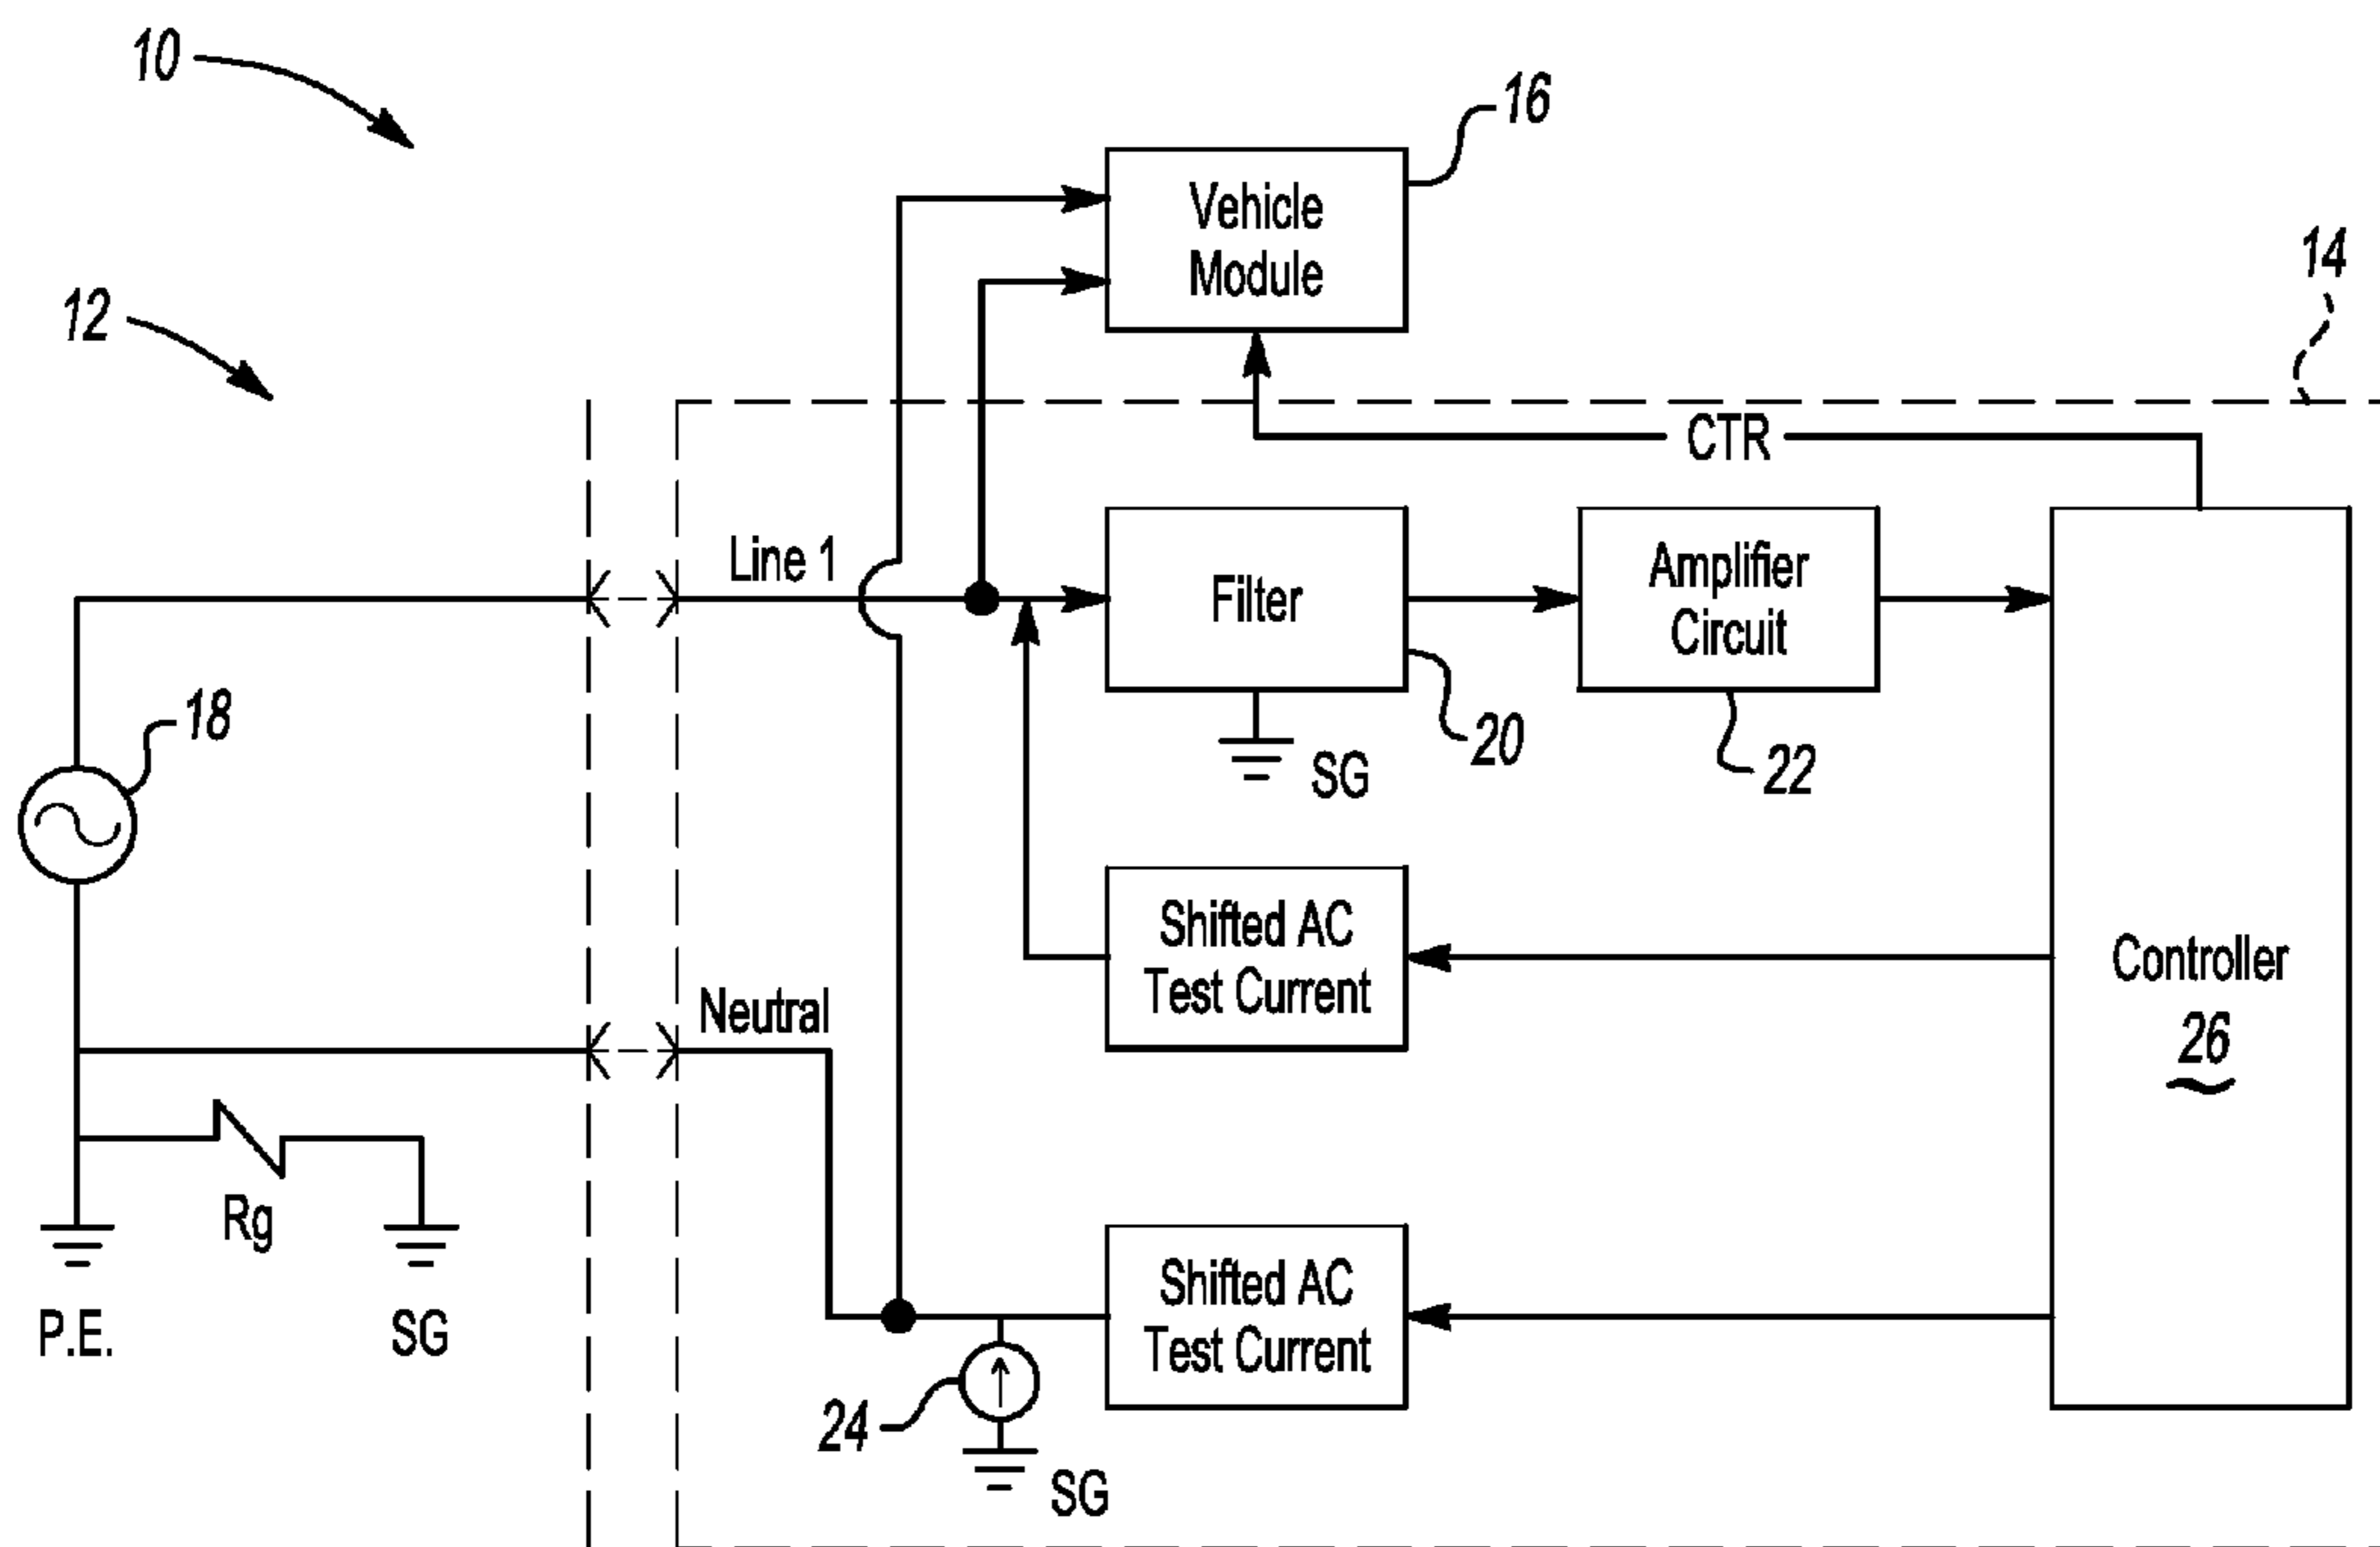 10
16
Vehicle
Module
14
12
CTR
Line 1
Filter
Amplifier
Circuit
18
20
SG
22
Shifted AC
Test Current
Controller
26
Neutral
Rg
P.E.
SG
Shifted AC
Test Current
24
SG